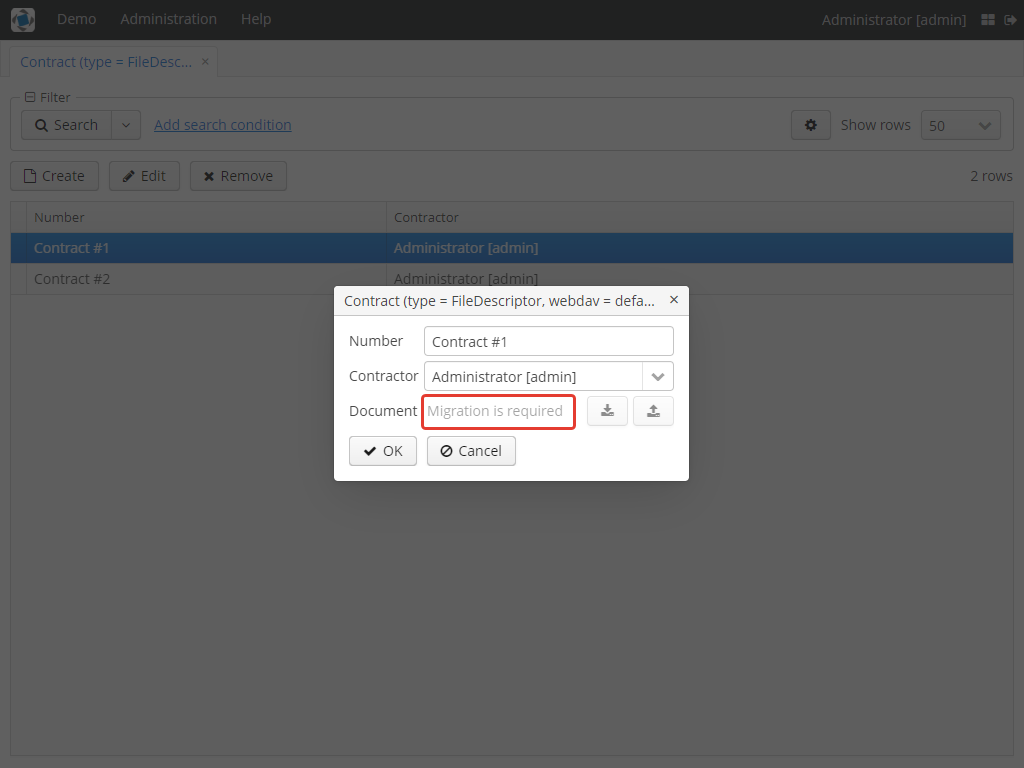 Demo Administration Help Administrator [admin]
Contract (type = FileDesc... ×
Filter
Search Add search condition Show rows 50
Create Edit Remove 2 rows
Number Contractor
Contract #1 Administrator [admin]
Contract #2 Administrator [admin]
Contract (type = FileDescriptor, webdav = defa... ×
Number Contract #1
Contractor Administrator [admin]
Document Migration is required
OK Cancel